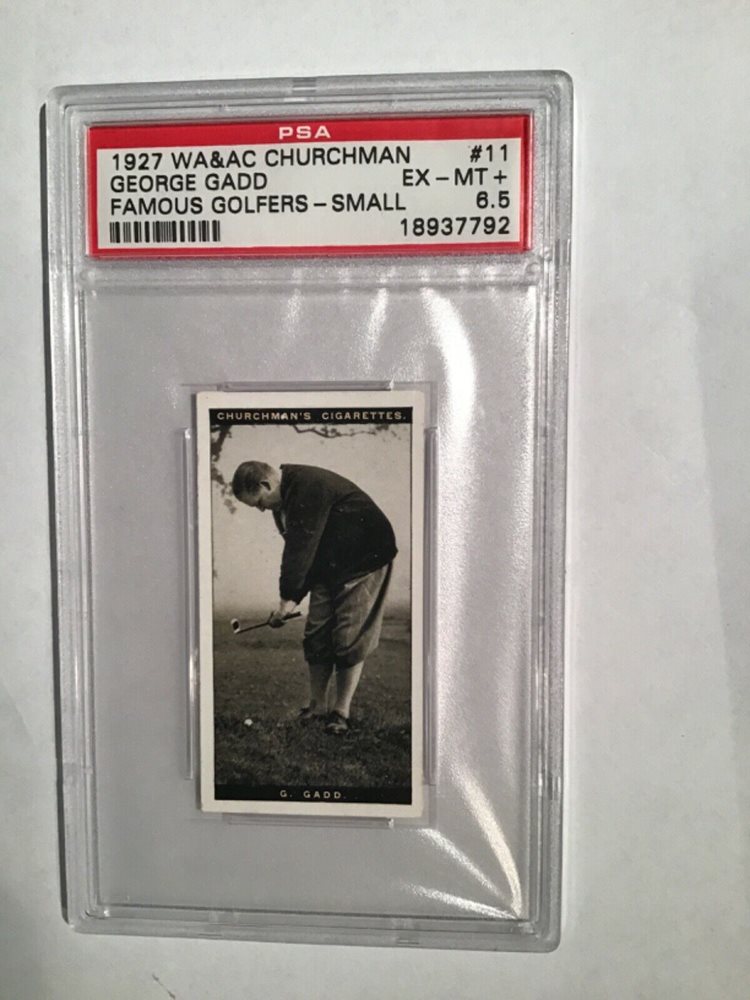 PSA
1927 WA&AC CHURCHMAN #11
GEORGE GADD EX-MT+
FAMOUS GOLFERS-SMALL 6.5
18937792
CHURCHMAN'S CIGARETTES.
G. GADD.